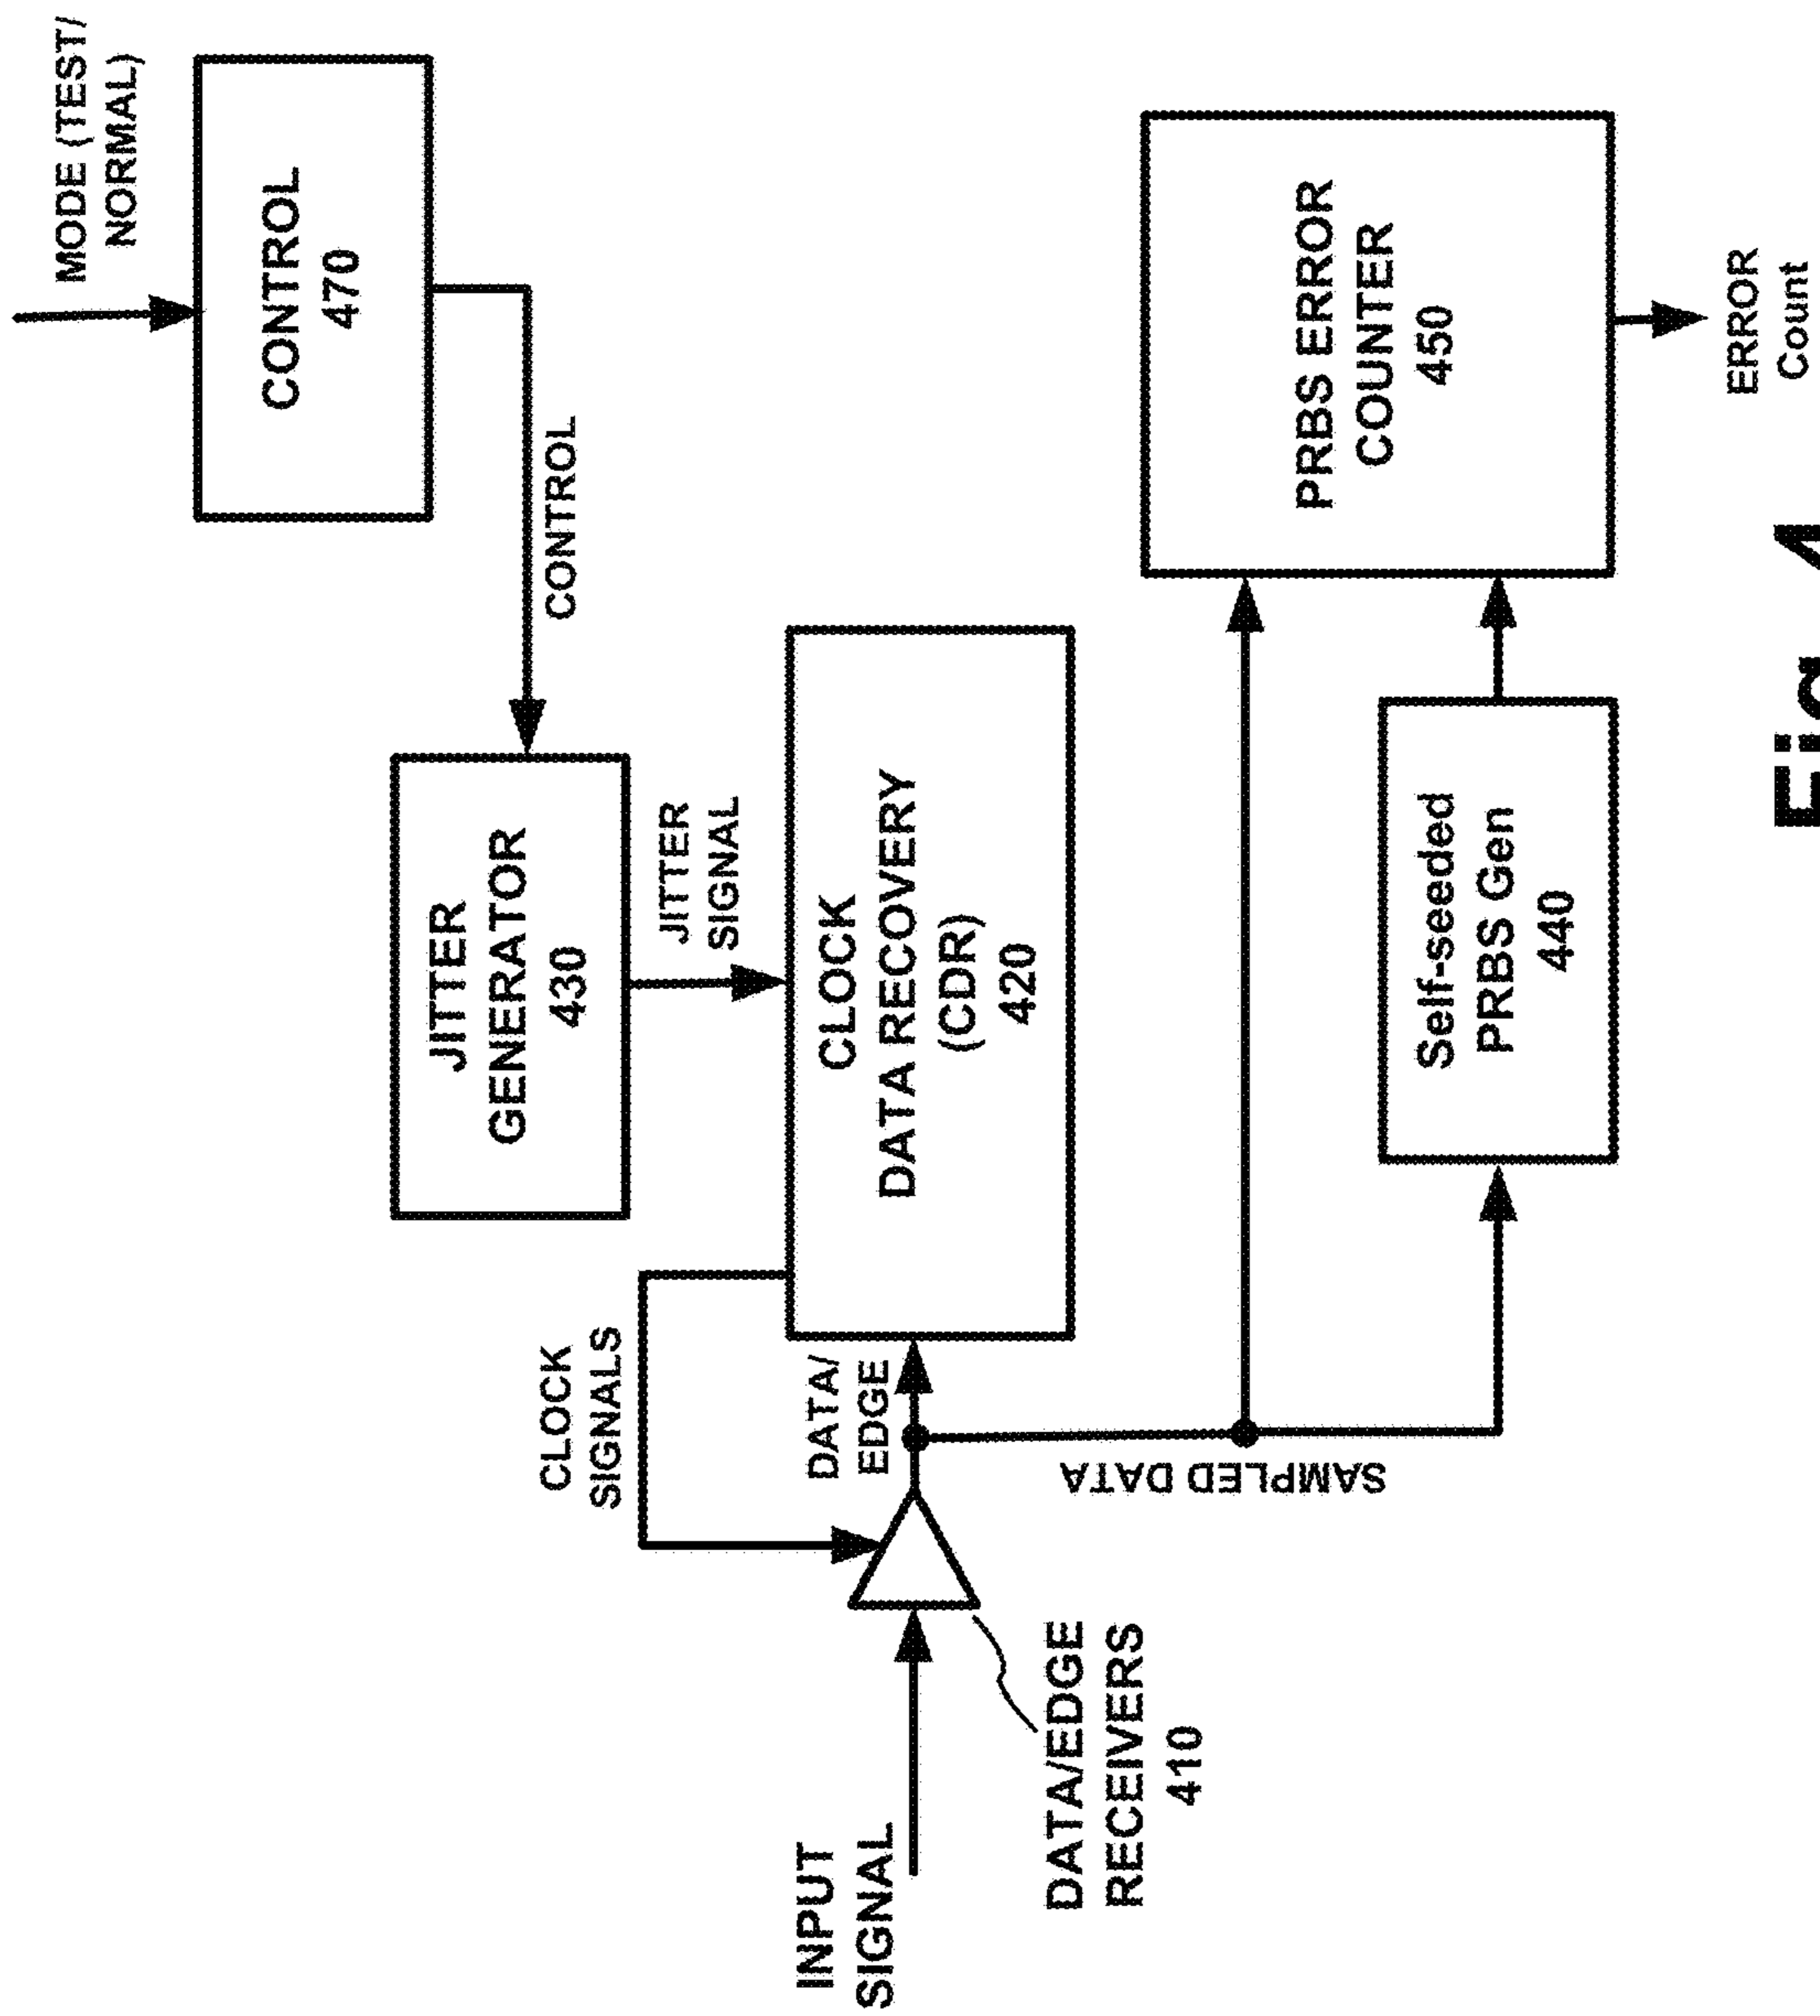 MODE (TEST/
NORMAL)
CONTROL
470
CONTROL
JITTER
GENERATOR
430
JITTER
SIGNAL
CLOCK
SIGNALS
CLOCK
DATA RECOVERY
(CDR)
420
DATA/
EDGE
INPUT
SIGNAL
DATA/EDGE
RECEIVERS
410
SAMPLED DATA
PRBS ERROR
COUNTER
450
Self-seeded
PRBS Gen
440
ERROR
Count
Fig. 4